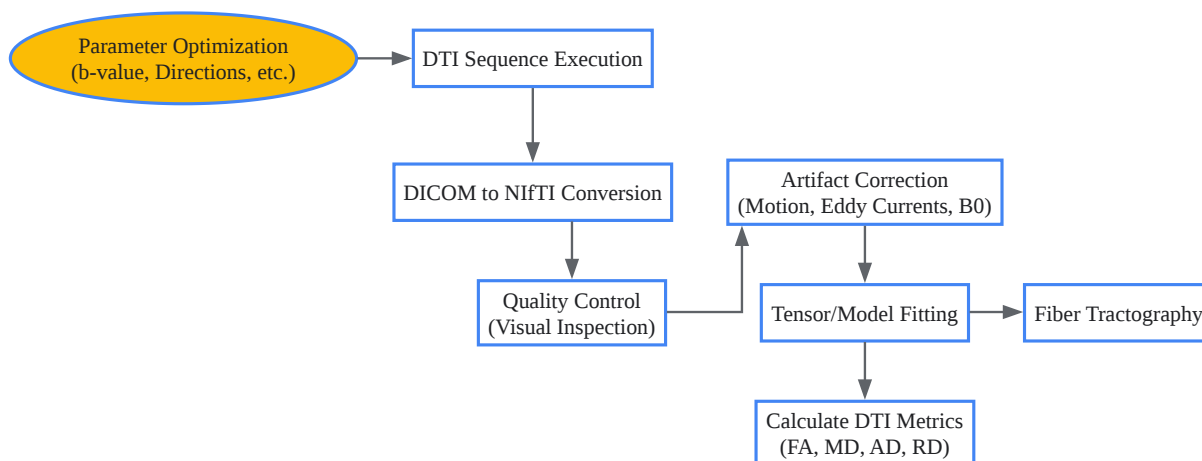 Parameter Optimization
(b-value, Directions, etc.)
DTI Sequence Execution
DICOM to NIfTI Conversion
Quality Control
(Visual Inspection)
Artifact Correction
(Motion, Eddy Currents, B0)
Tensor/Model Fitting
Fiber Tractography
Calculate DTI Metrics
(FA, MD, AD, RD)